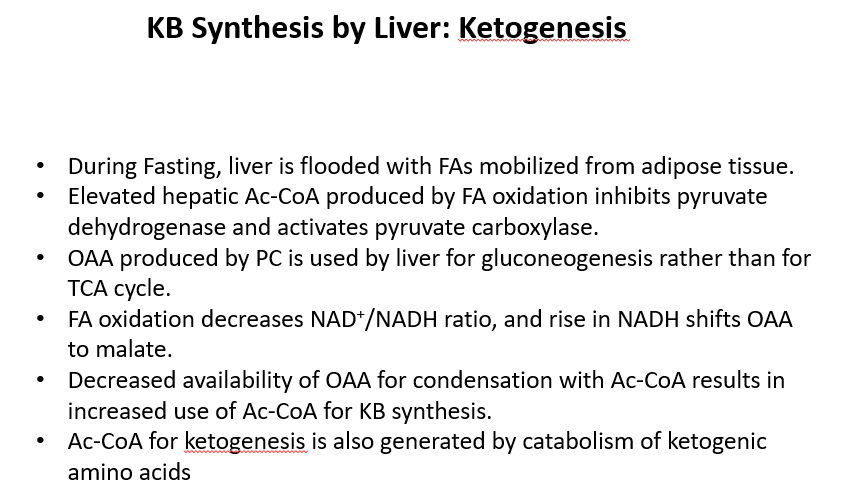 KB Synthesis by Liver: Ketogenesis
• During Fasting, liver is flooded with FAs mobilized from adipose tissue.
• Elevated hepatic Ac-CoA produced by FA oxidation inhibits pyruvate
dehydrogenase and activates pyruvate carboxylase.
• OAA produced by PC is used by liver for gluconeogenesis rather than for
TCA cycle.
• FA oxidation decreases NAD⁺/NADH ratio, and rise in NADH shifts OAA
to malate.
• Decreased availability of OAA for condensation with Ac-CoA results in
increased use of Ac-CoA for KB synthesis.
• Ac-CoA for ketogenesis is also generated by catabolism of ketogenic
amino acids